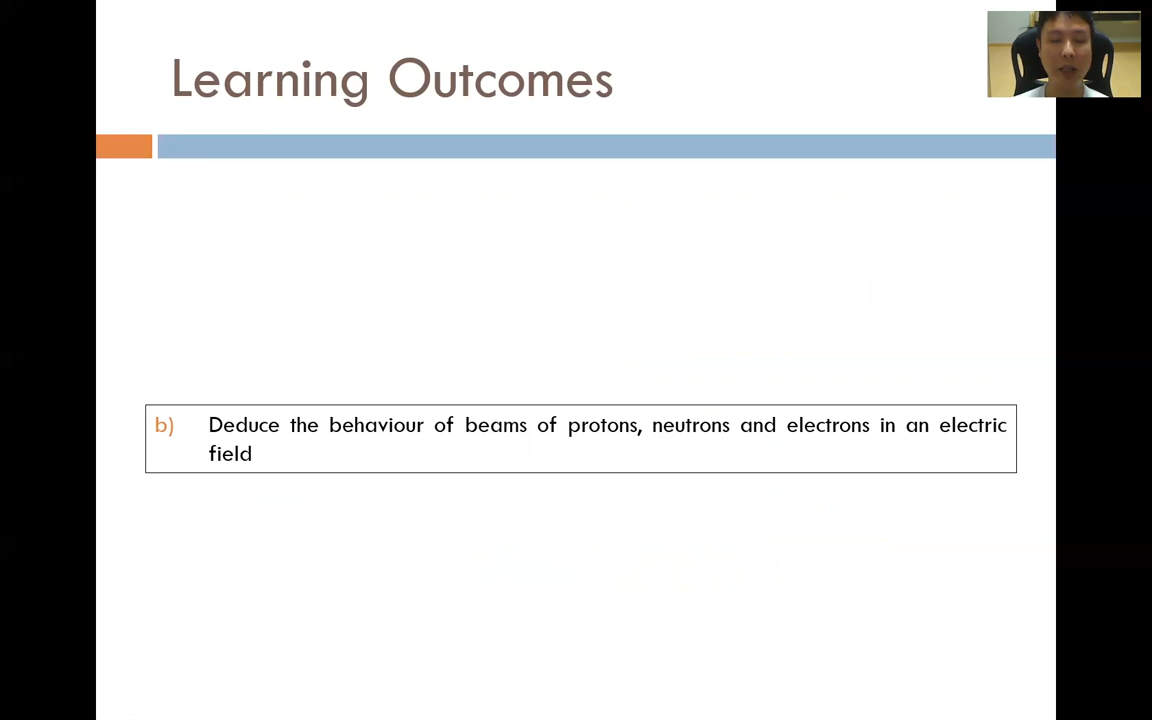 Learning Outcomes
b) Deduce the behaviour of beams of protons, neutrons and electrons in an electric
field